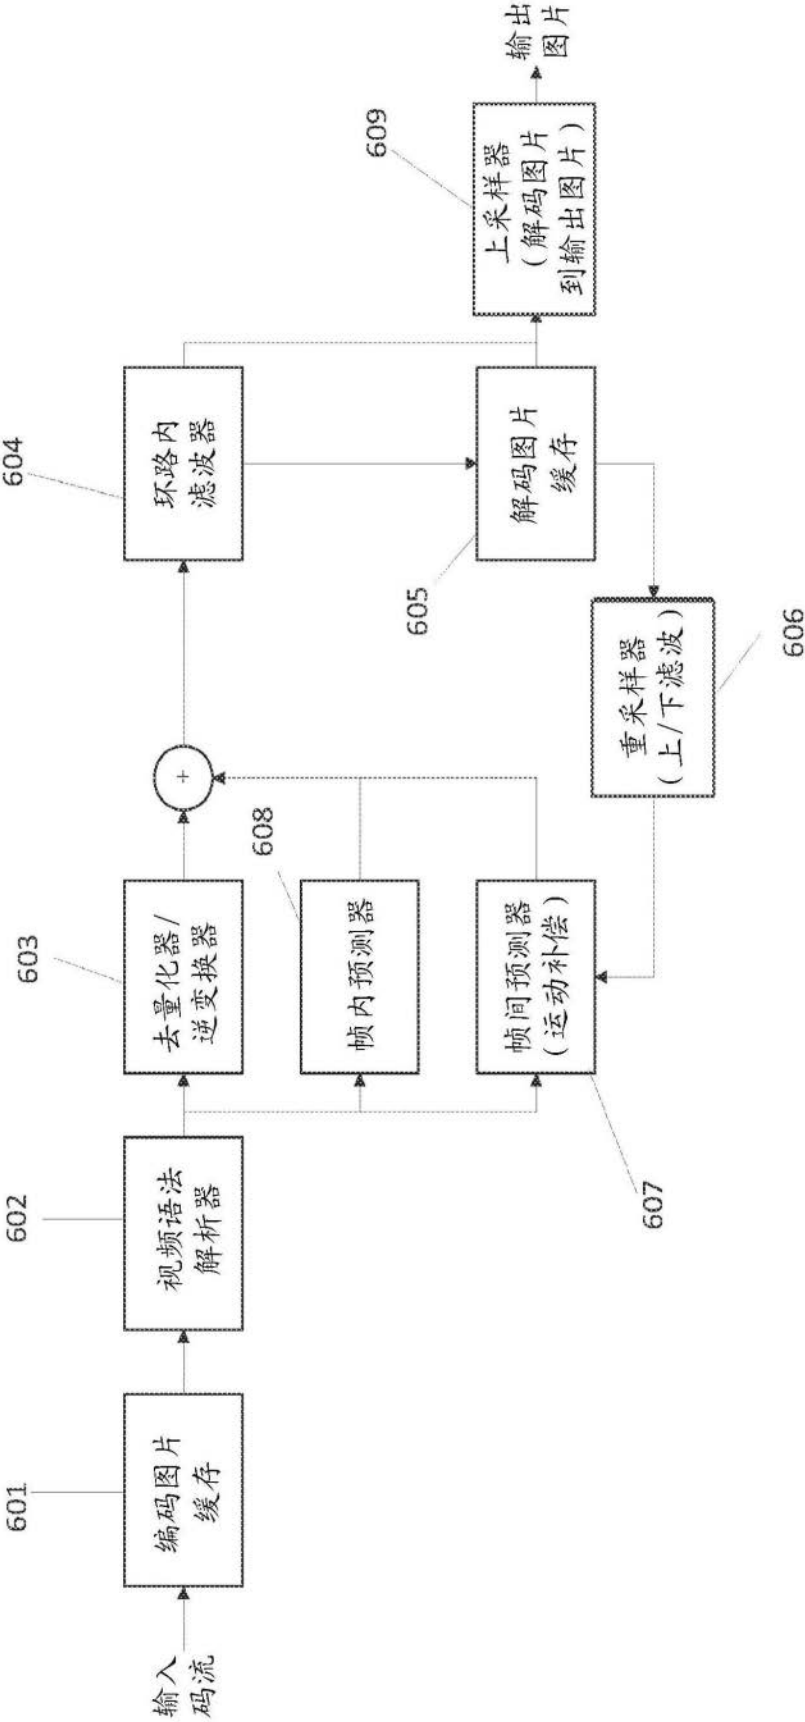 输入
码流
601
编码图片
缓存
602
视频语法
解析器
603
去量化器/
逆变换器
608
帧内预测器
607
帧间预测器
(运动补偿)
+
604
环路内
滤波器
605
解码图片
缓存
606
重采样器
(上/下滤波)
609
上采样器
(解码图片
到输出图片)
输出
图片